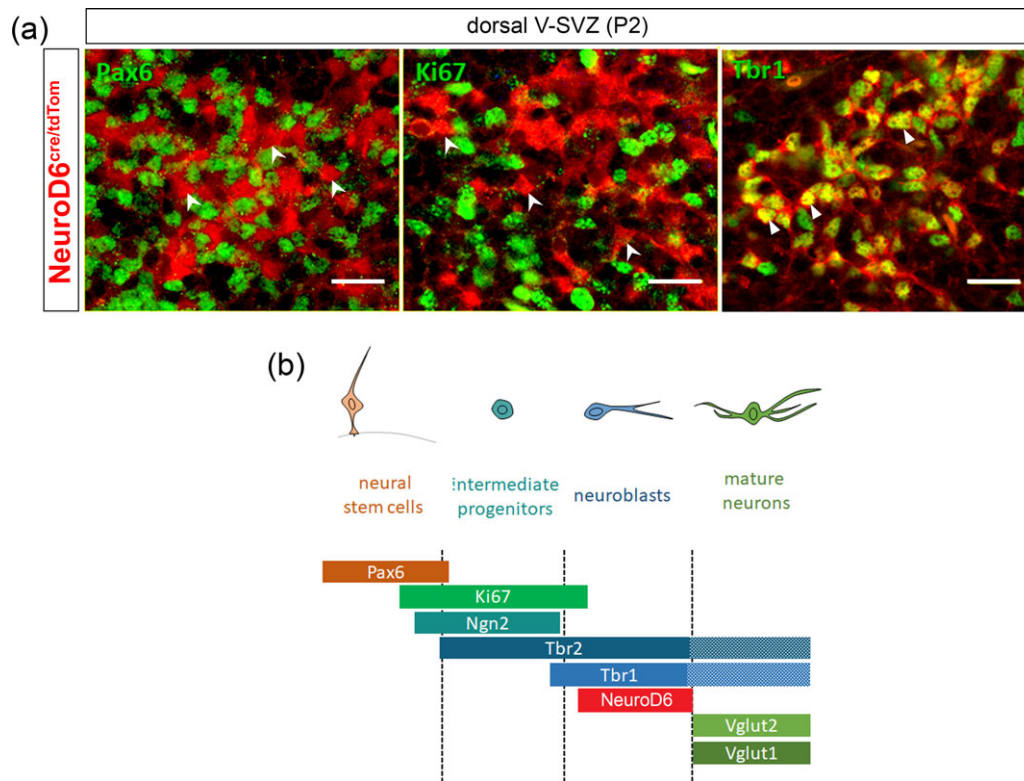 (a)
dorsal V-SVZ (P2)
NeuroD6cre/tdTom
Pax6
Ki67
Tbr1
(b)
neural
stem cells
intermediate
progenitors
neuroblasts
mature
neurons
Pax6
Ki67
Ngn2
Tbr2
Tbr1
NeuroD6
Vglut2
Vglut1